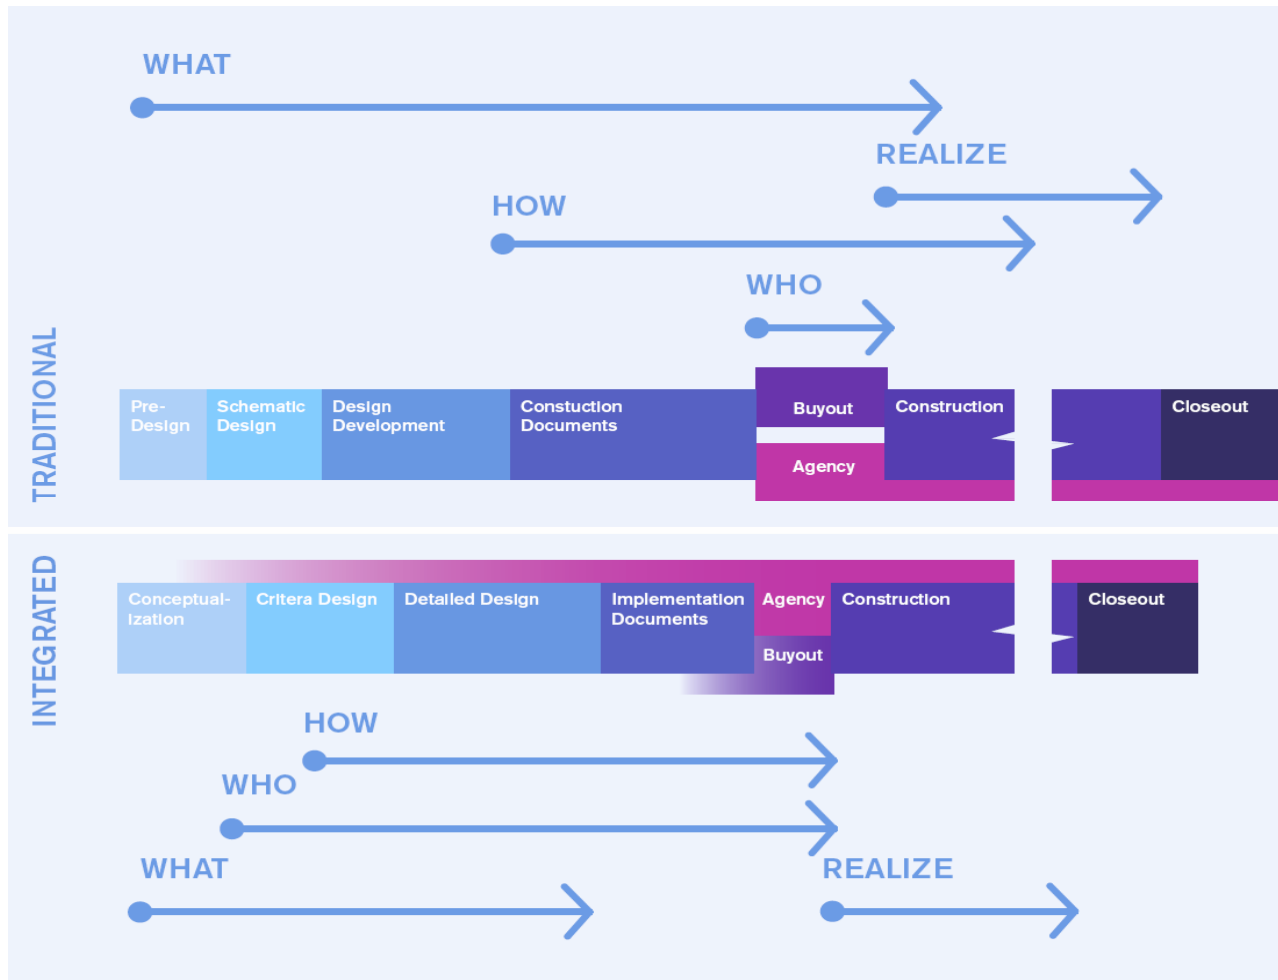 WHAT
REALIZE
HOW
WHO
TRADITIONAL
Pre-
Design
Schematic
Design
Design
Development
Constuction
Documents
Buyout
Agency
Construction
Closeout
INTEGRATED
Conceptual-
ization
Critera Design
Detailed Design
Implementation
Documents
Agency
Buyout
Construction
Closeout
HOW
WHO
WHAT
REALIZE